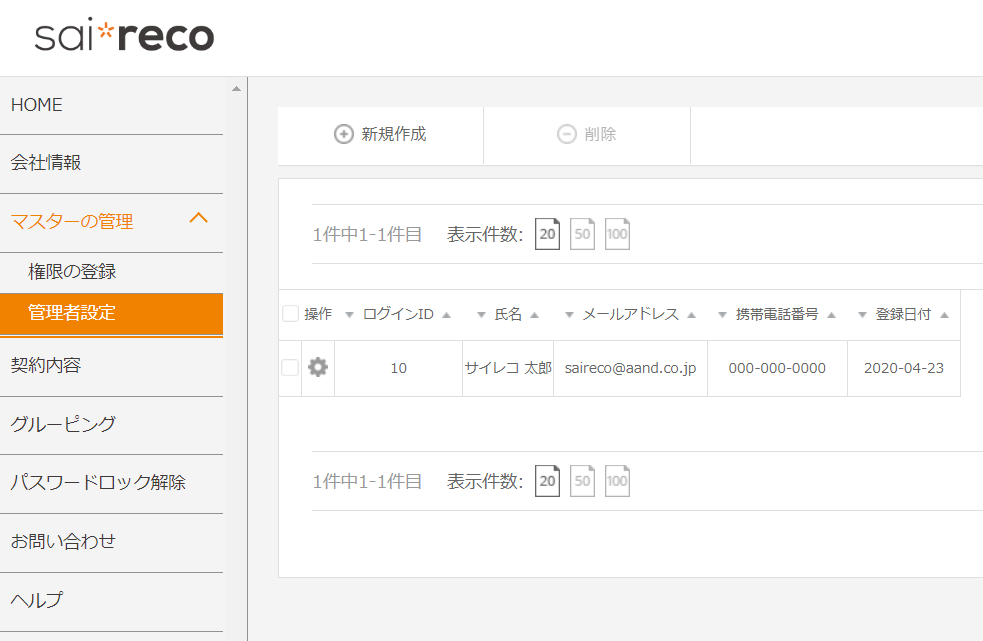 sai*reco
HOME
会社情報
マスターの管理
権限の登録
管理者設定
契約内容
グルーピング
パスワードロック解除
お問い合わせ
ヘルプ
新規作成 削除
1件中1-1件目 表示件数: 20 50 100
操作 ログインID 氏名 メールアドレス 携帯電話番号 登録日付
10 サイレコ 太郎 saireco@aand.co.jp 000-000-0000 2020-04-23
1件中1-1件目 表示件数: 20 50 100